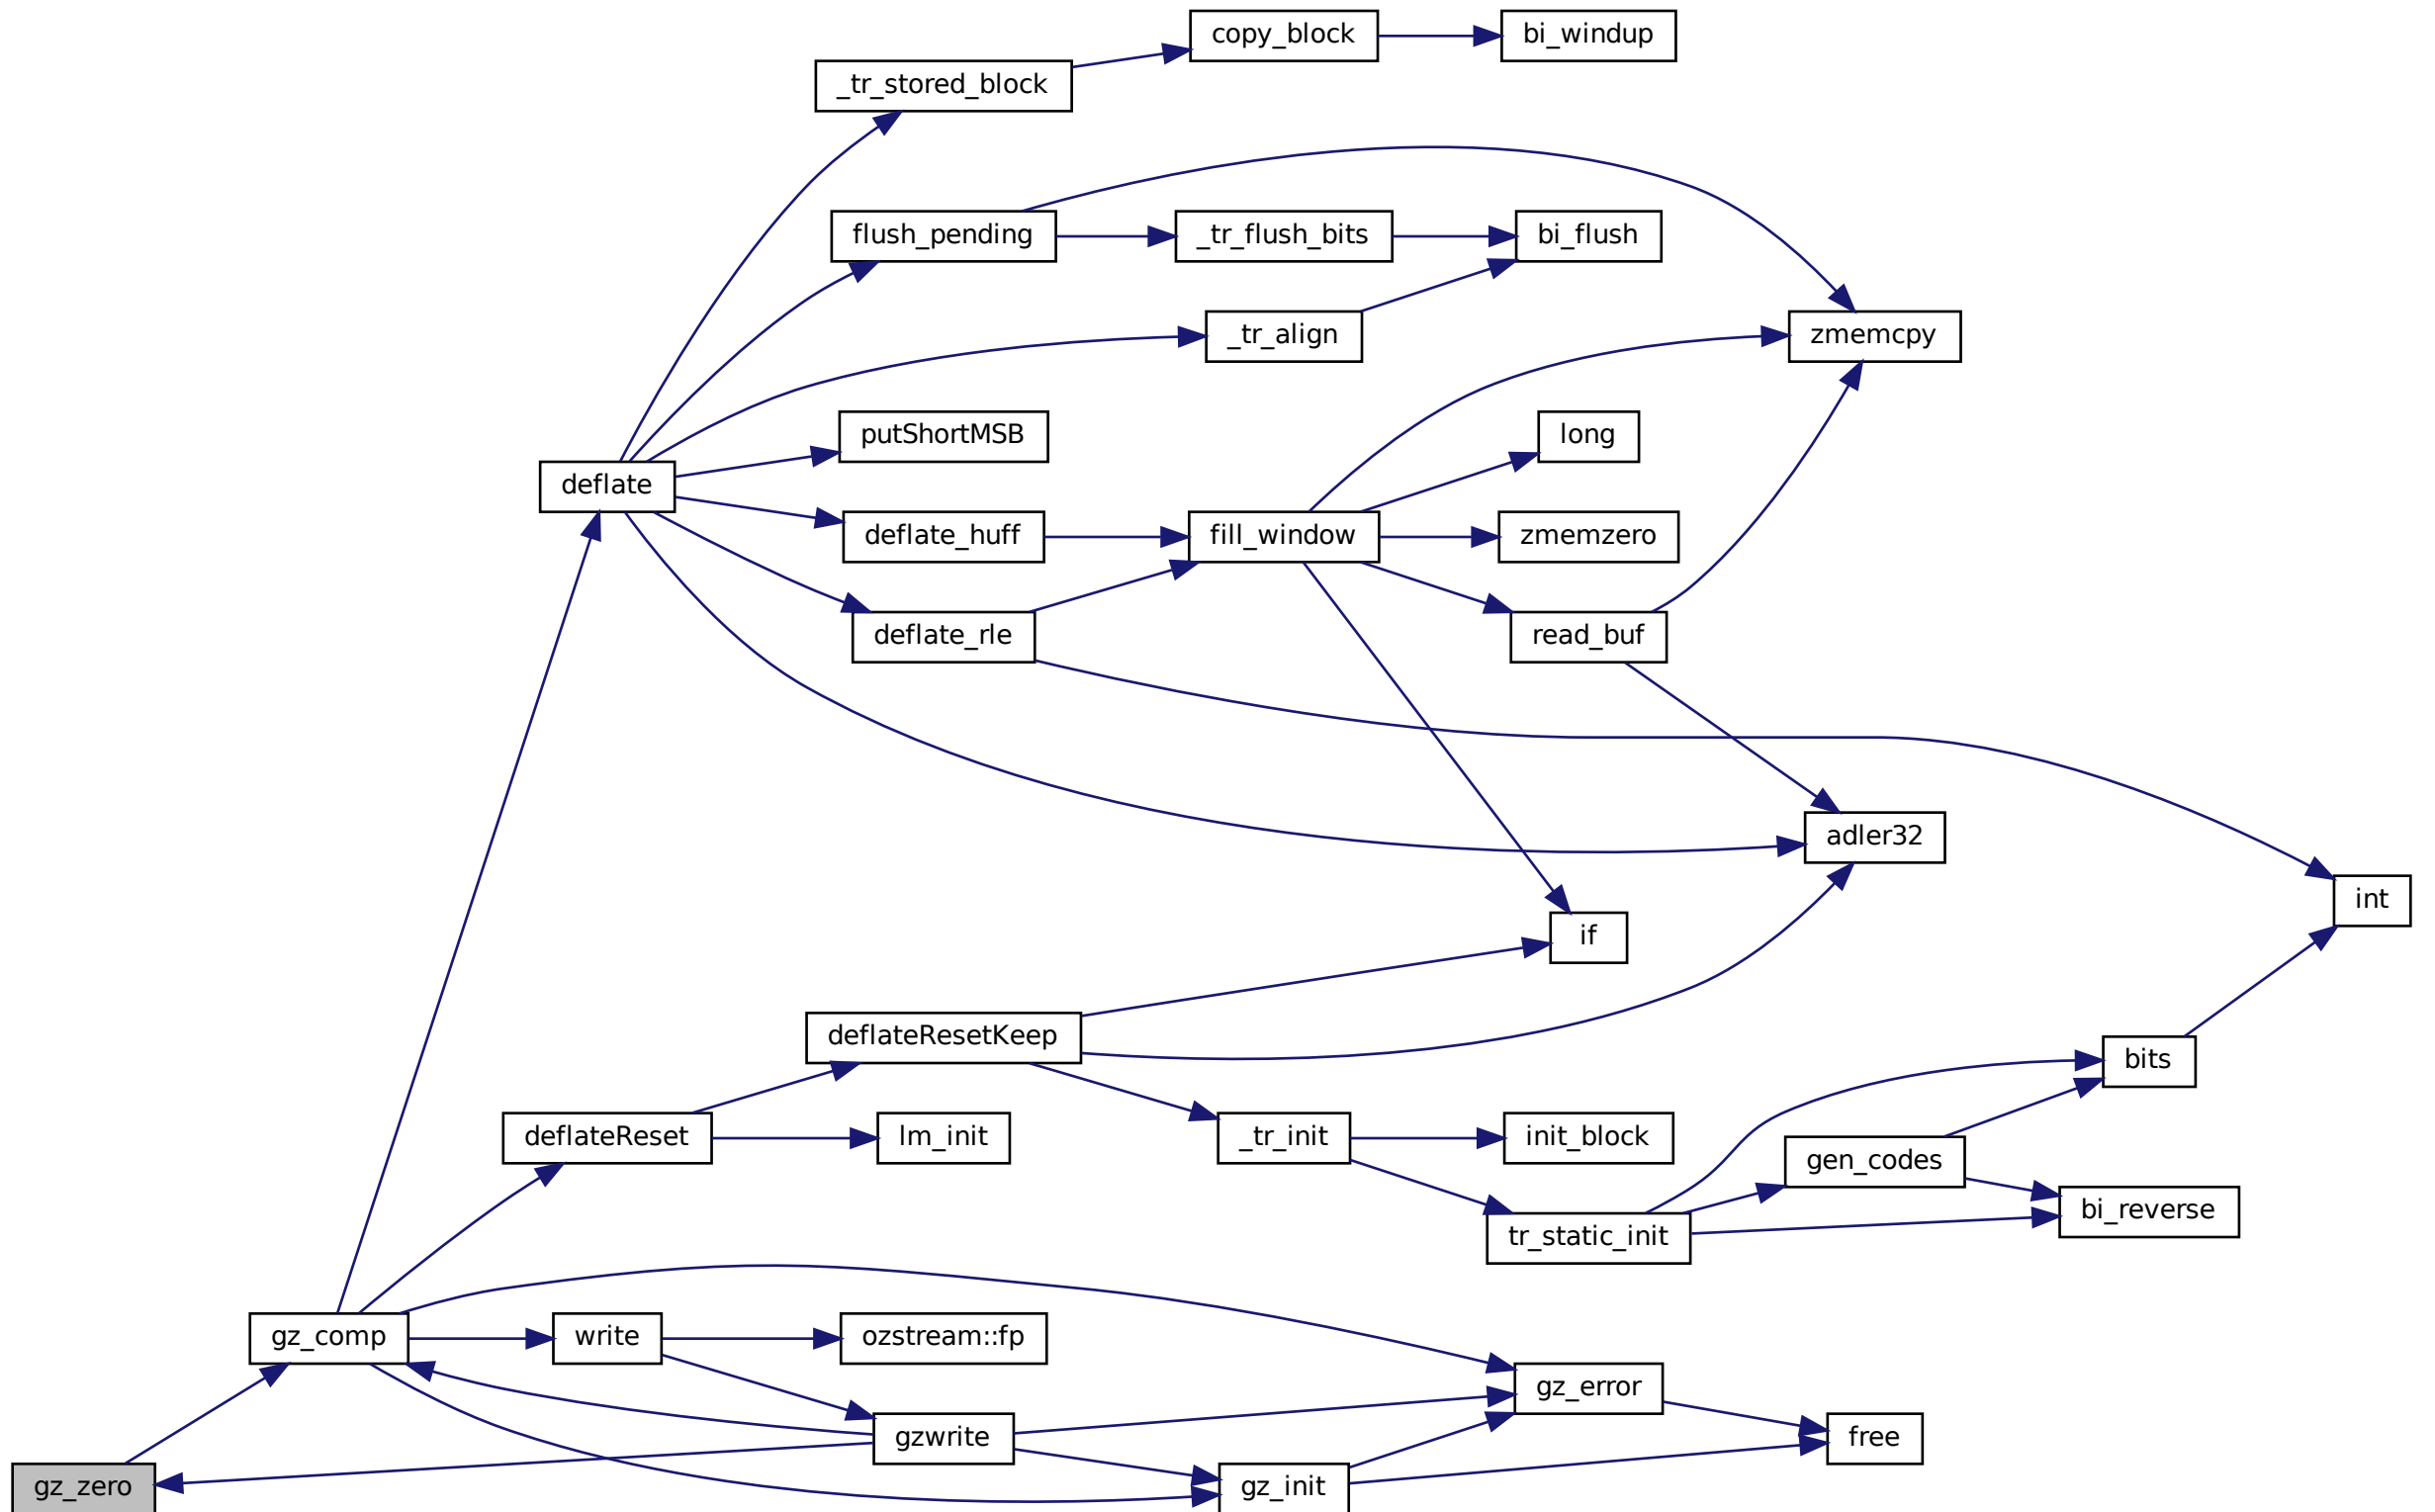 copy_block
bi_windup
_tr_stored_block
flush_pending
_tr_flush_bits
bi_flush
_tr_align
zmemcpy
putShortMSB
long
deflate
deflate_huff
fill_window
zmemzero
deflate_rle
read_buf
adler32
int
if
deflateResetKeep
bits
deflateReset
lm_init
_tr_init
init_block
gen_codes
bi_reverse
tr_static_init
gz_comp
write
ozstream::fp
gz_error
gzwrite
free
gz_zero
gz_init